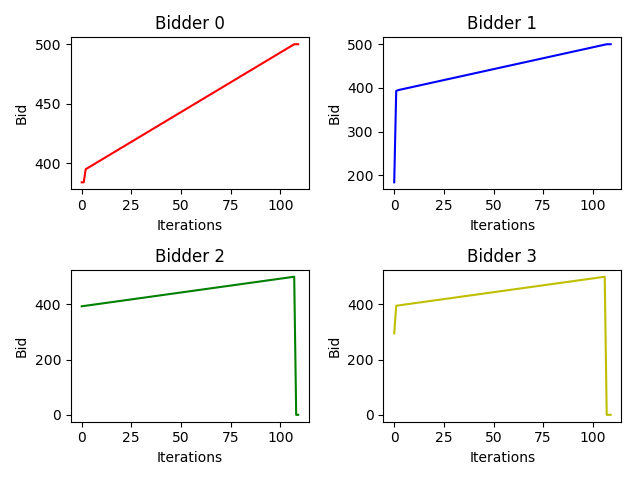 Bidder 0
Bidder 1
500
450
400
Bid
0 25 50 75 100
Iterations
500
400
300
200
Bid
0 25 50 75 100
Iterations
Bidder 2
Bidder 3
400
200
0
Bid
0 25 50 75 100
Iterations
400
200
0
Bid
0 25 50 75 100
Iterations